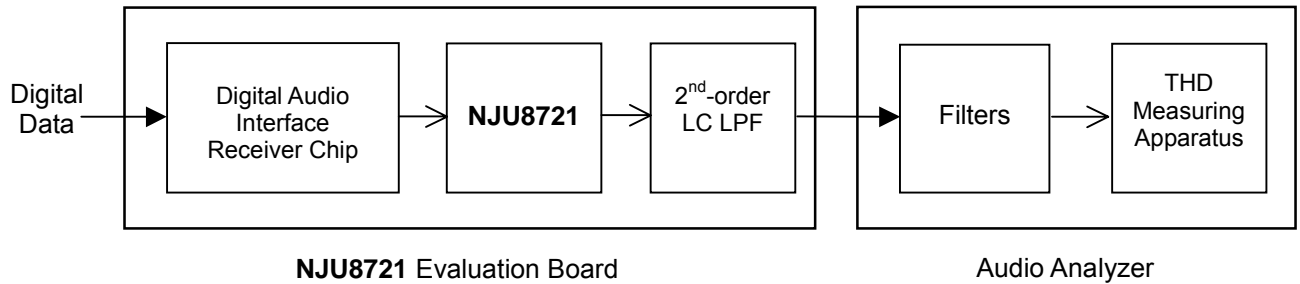 Digital
Data
Digital Audio
Interface
Receiver Chip
NJU8721
2nd-order
LC LPF
Filters
THD
Measuring
Apparatus
NJU8721 Evaluation Board
Audio Analyzer